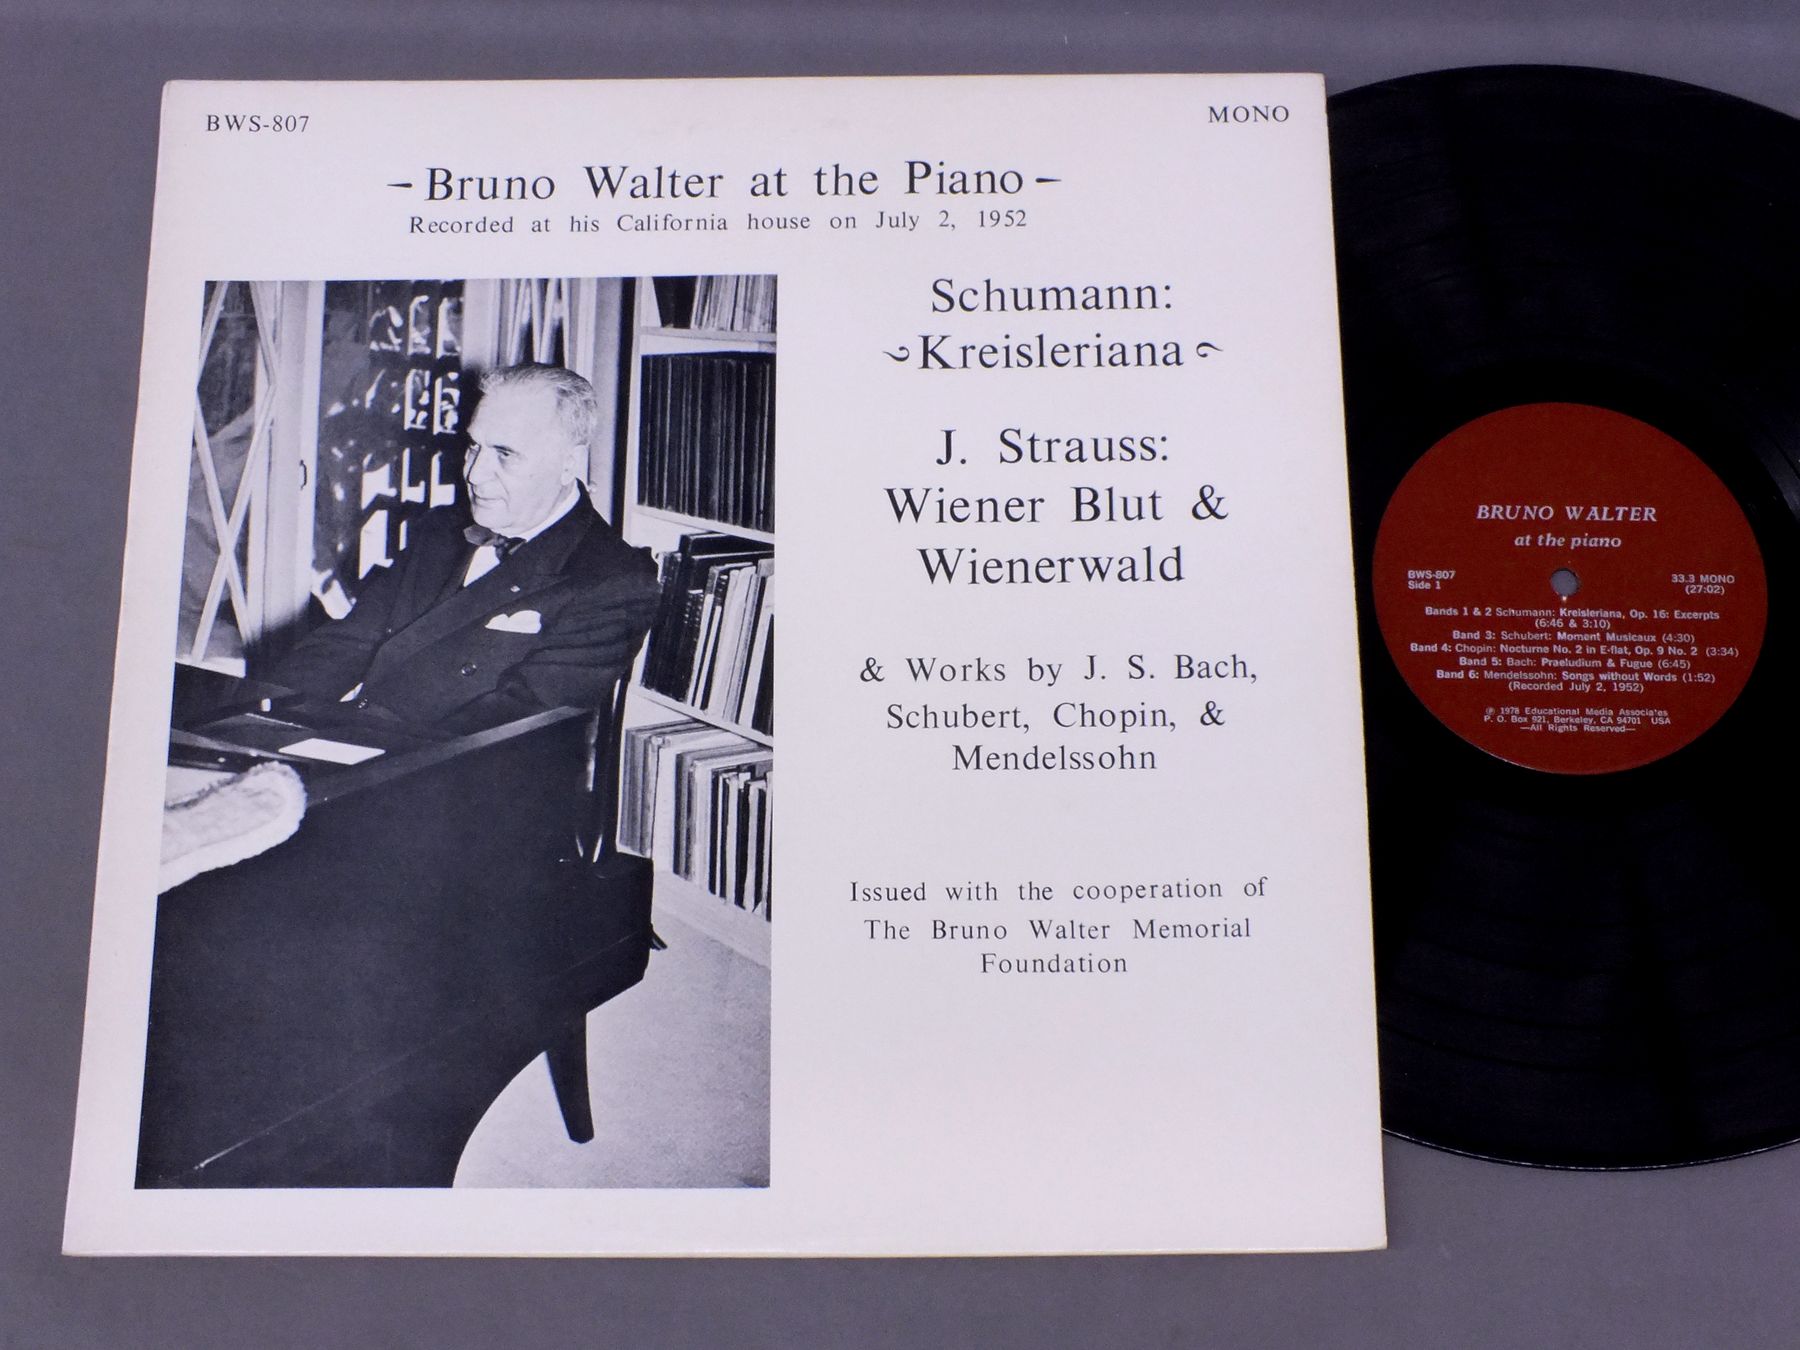 BWS-807
MONO
-Bruno Walter at the Piano-
Recorded at his California house on July 2, 1952
Schumann:
Kreisleriana
J. Strauss:
Wiener Blut &
Wienerwald
& Works by J. S. Bach,
Schubert, Chopin, &
Mendelssohn
Issued with the cooperation of
The Bruno Walter Memorial
Foundation
BRUNO WALTER
at the piano
BWS-807
Side 1
33.3 MONO
(27:02)
Bands 1 & 2 Schumann: Kreisleriana, Op. 16: Excerpts
(6:46 & 3:10)
Band 3: Schubert: Moment Musicaux (4:30)
Band 4: Chopin: Nocturne No. 2 in E-flat, Op. 9 No. 2 (3:34)
Band 5: Bach: Praeludium & Fugue (6:45)
Band 6: Mendelssohn: Songs without Words (1:52)
(Recorded July 2, 1952)
℗ 1978 Educational Media Associates
P. O. Box 921, Berkeley, CA 94701 USA
—All Rights Reserved—